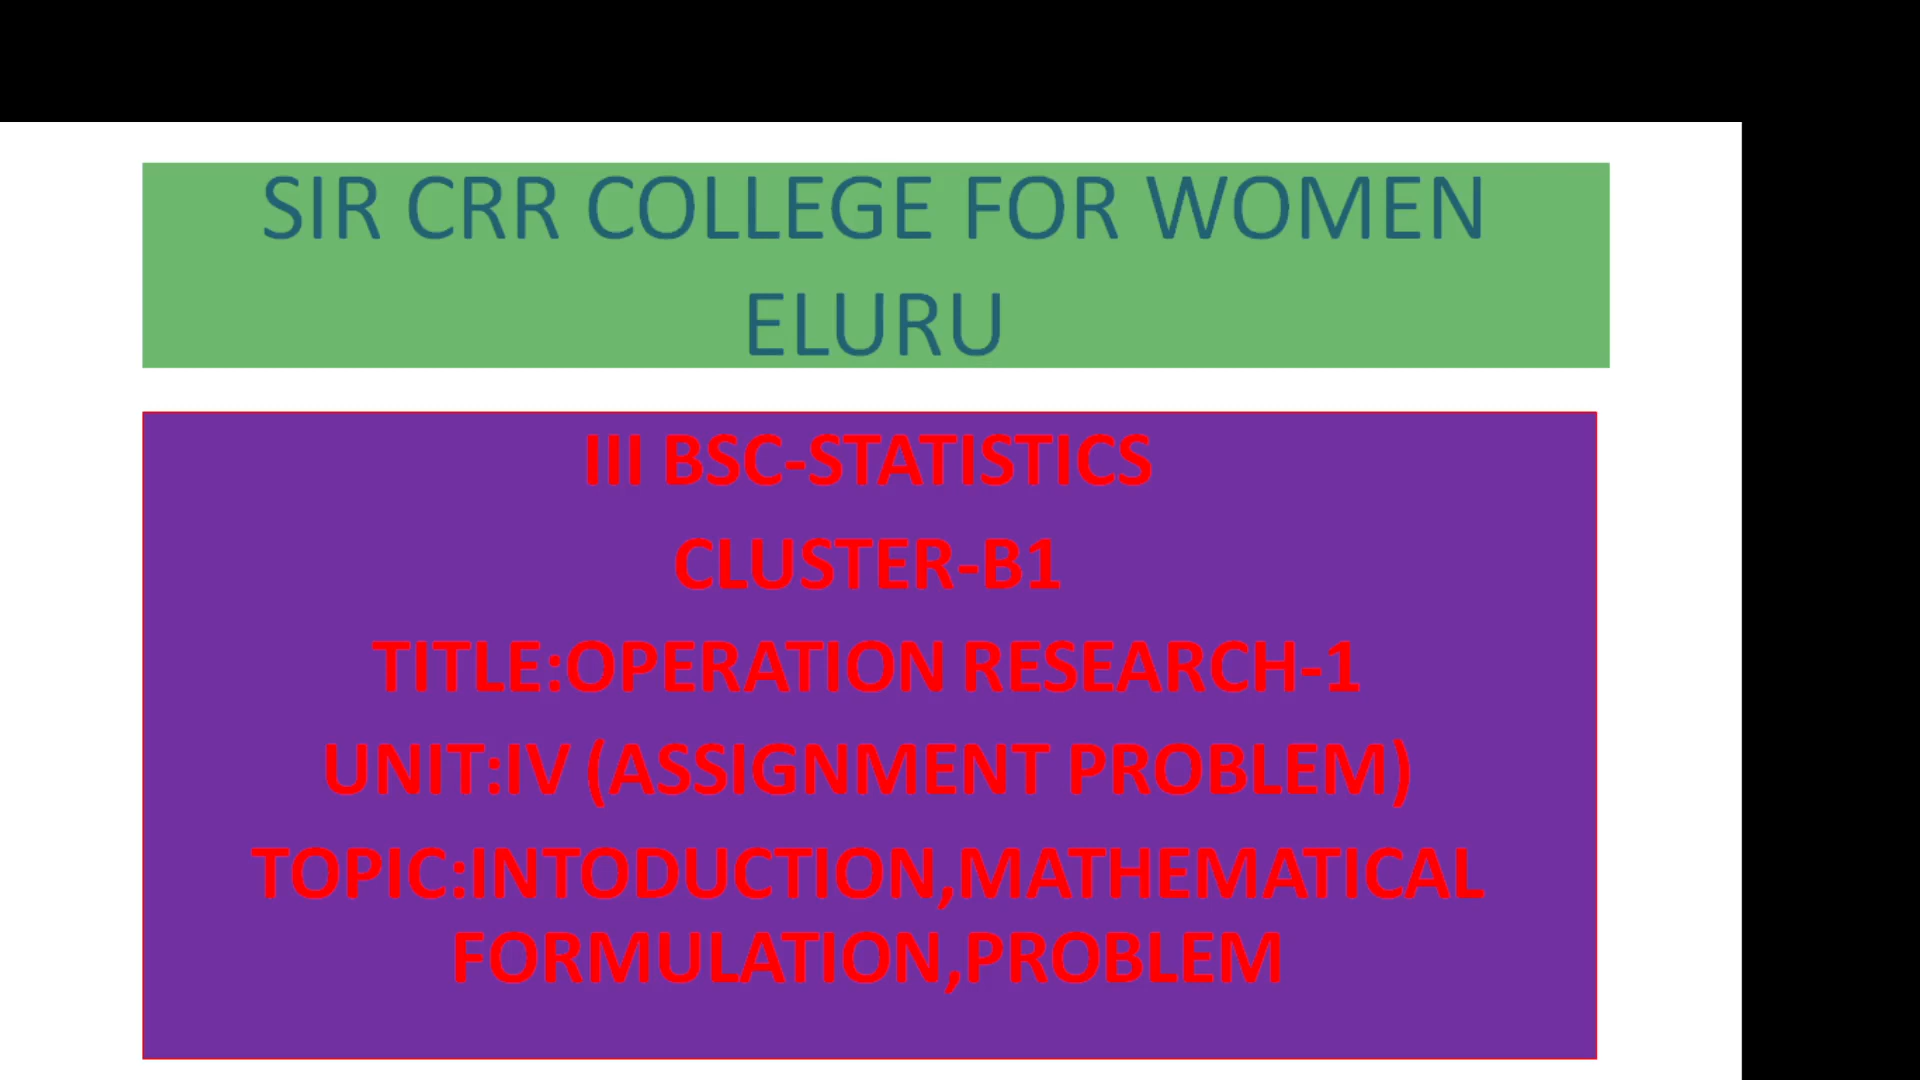 SIR CRR COLLEGE FOR WOMEN
ELURU
III BSC-STATISTICS
CLUSTER-B1
TITLE:OPERATION RESEARCH-1
UNIT:IV (ASSIGNMENT PROBLEM)
TOPIC:INTODUCTION,MATHEMATICAL
FORMULATION,PROBLEM